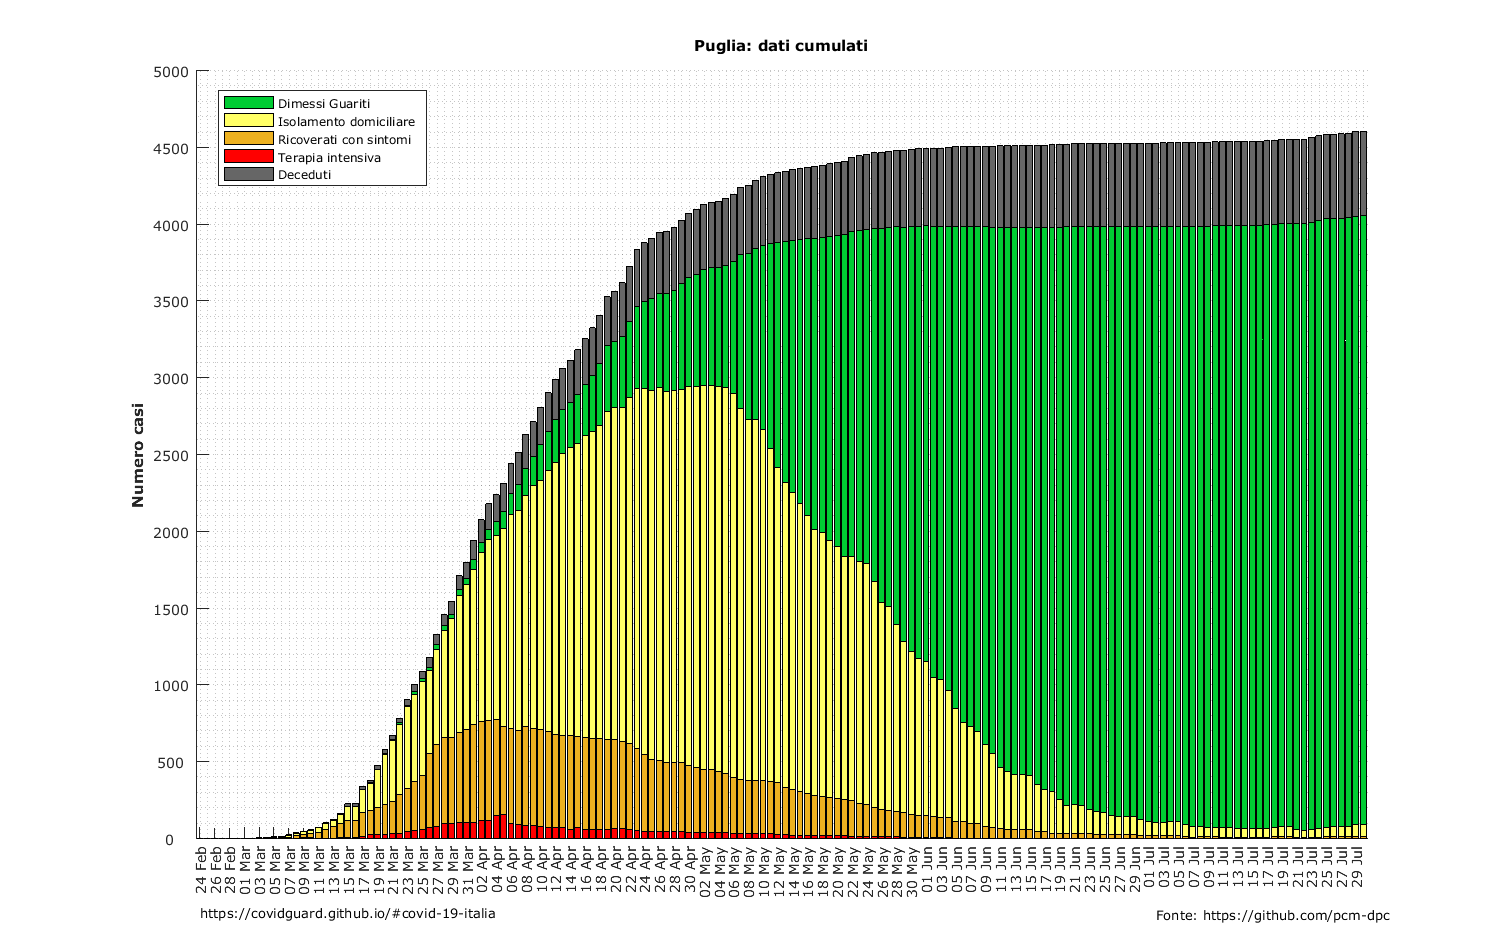 Puglia: dati cumulati
5000
4500
4000
3500
3000
2500
2000
1500
1000
500
0
Numero casi
Dimessi Guariti
Isolamento domiciliare
Ricoverati con sintomi
Terapia intensiva
Deceduti
24 Feb
26 Feb
28 Feb
01 Mar
03 Mar
05 Mar
07 Mar
09 Mar
11 Mar
13 Mar
15 Mar
17 Mar
19 Mar
21 Mar
23 Mar
25 Mar
27 Mar
29 Mar
31 Mar
02 Apr
04 Apr
06 Apr
08 Apr
10 Apr
12 Apr
14 Apr
16 Apr
18 Apr
20 Apr
22 Apr
24 Apr
26 Apr
28 Apr
30 Apr
02 May
04 May
06 May
08 May
10 May
12 May
14 May
16 May
18 May
20 May
22 May
24 May
26 May
28 May
30 May
01 Jun
03 Jun
05 Jun
07 Jun
09 Jun
11 Jun
13 Jun
15 Jun
17 Jun
19 Jun
21 Jun
23 Jun
25 Jun
27 Jun
29 Jun
01 Jul
03 Jul
05 Jul
07 Jul
09 Jul
11 Jul
13 Jul
15 Jul
17 Jul
19 Jul
21 Jul
23 Jul
25 Jul
27 Jul
29 Jul
https://covidguard.github.io/#covid-19-italia
Fonte: https://github.com/pcm-dpc